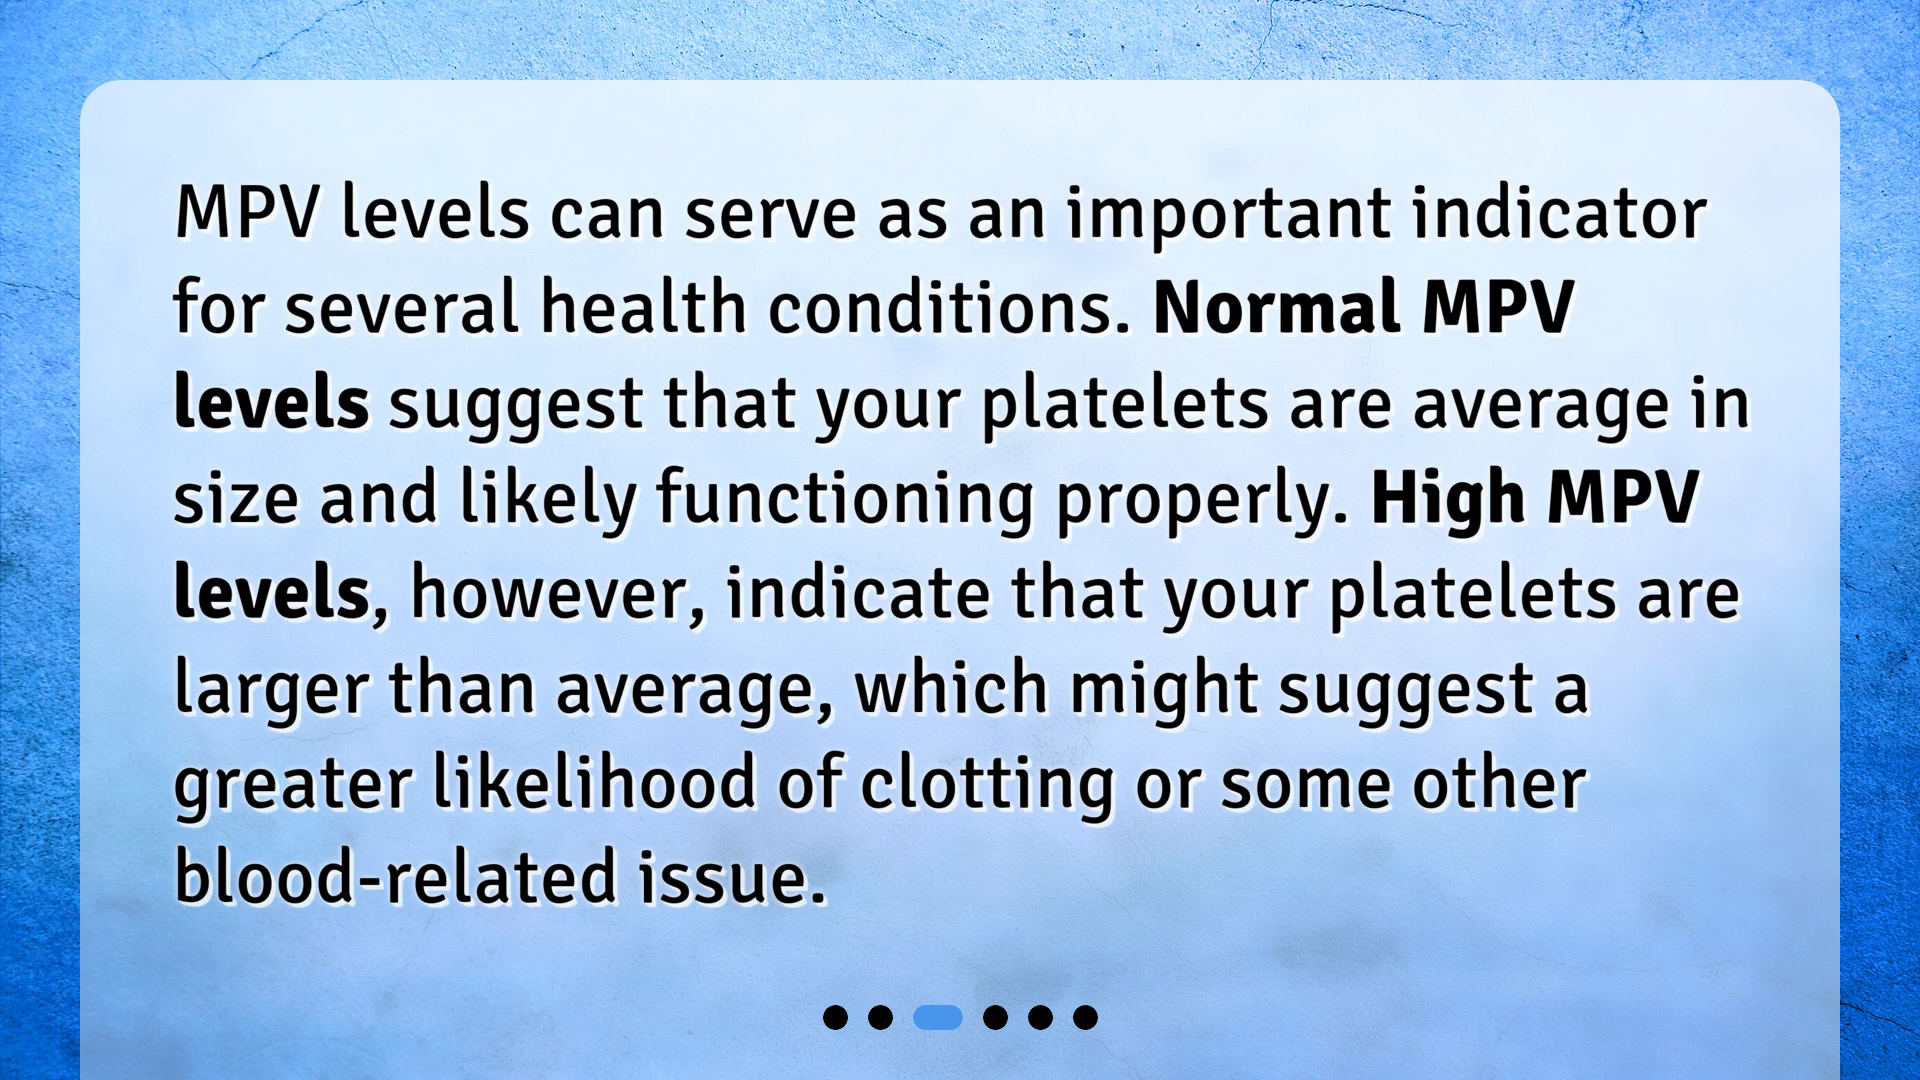 MPV levels can serve as an important indicator
for several health conditions. Normal MPV
levels suggest that your platelets are average in
size and likely functioning properly. High MPV
levels, however, indicate that your platelets are
larger than average, which might suggest a
greater likelihood of clotting or some other
blood-related issue.